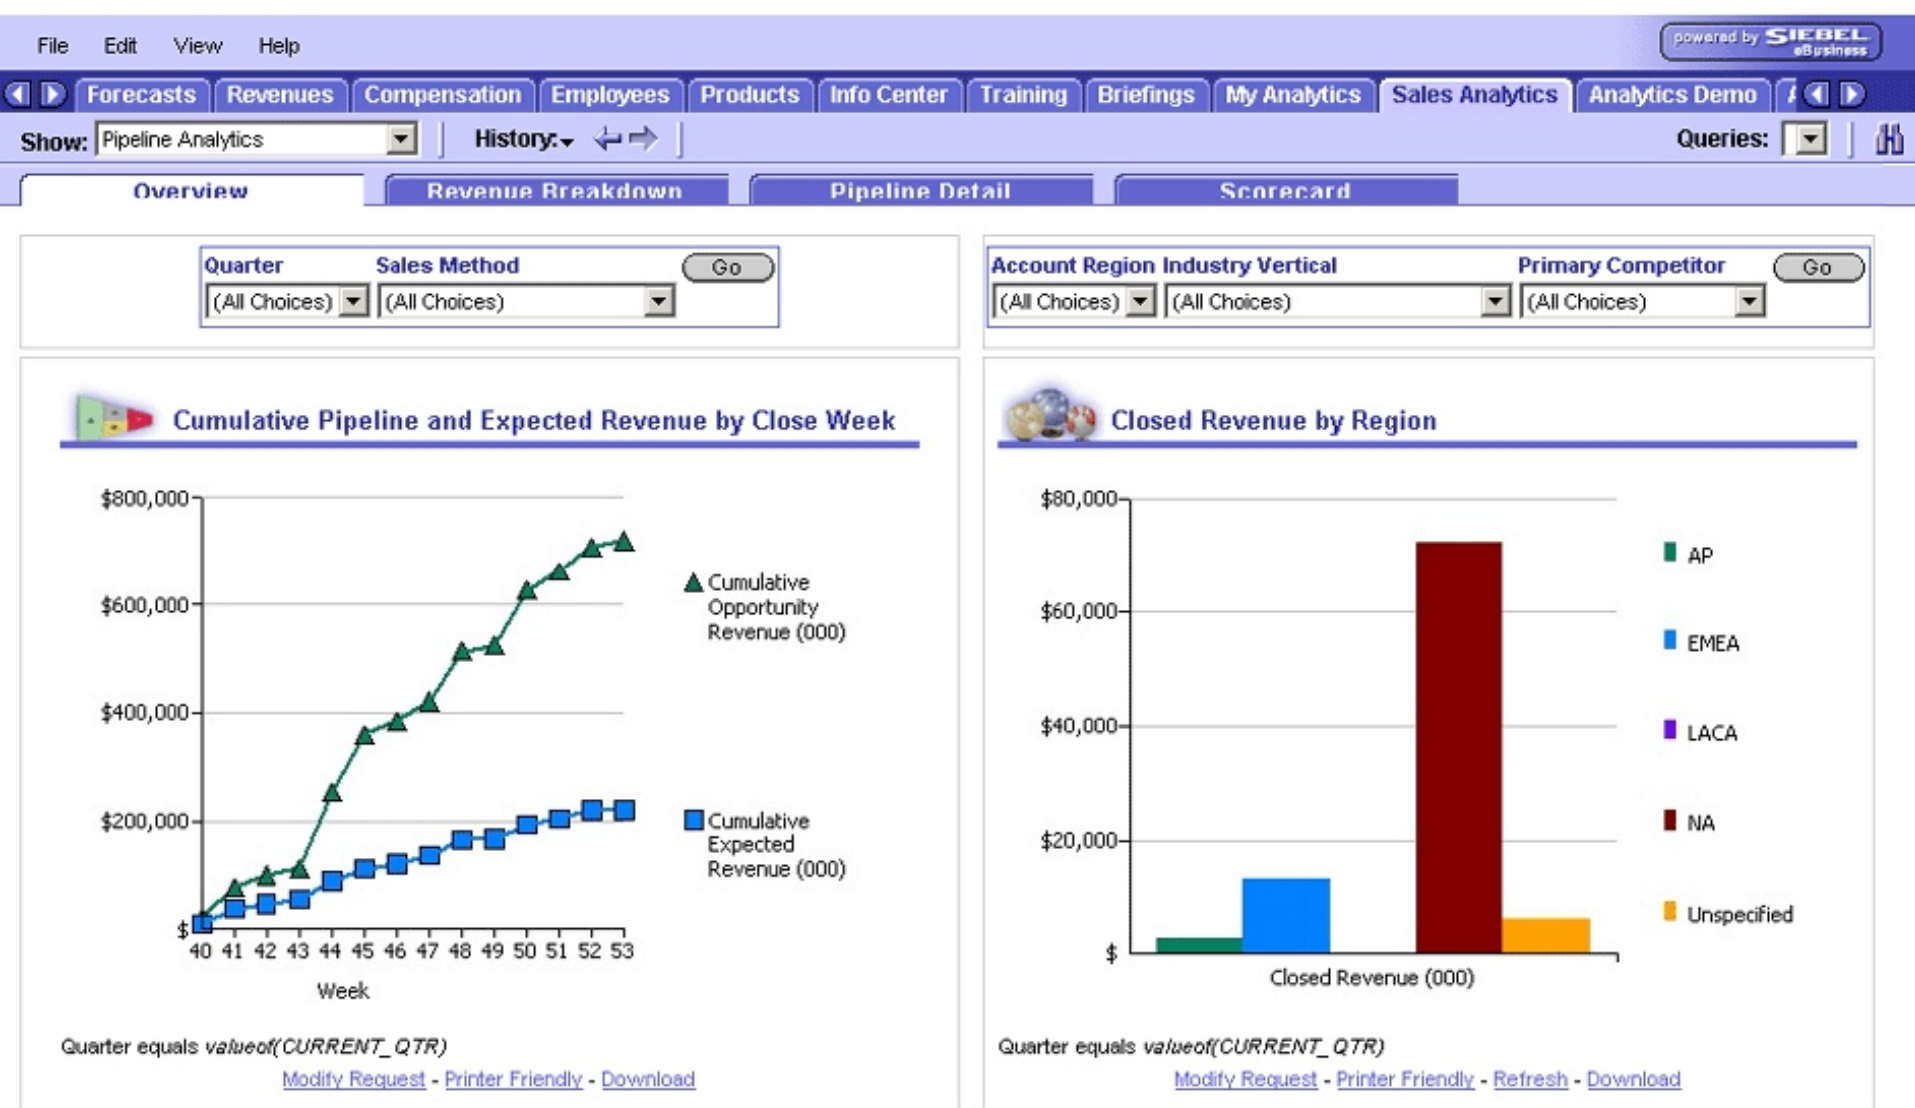 File Edit View Help
powered by SIEBEL
eBusiness
Forecasts Revenues Compensation Employees Products Info Center Training Briefings My Analytics Sales Analytics Analytics Demo
Show: Pipeline Analytics History: Queries:
Overview Revenue Breakdown Pipeline Detail Scorecard
Quarter Sales Method Go
(All Choices) (All Choices)
Account Region Industry Vertical Primary Competitor Go
(All Choices) (All Choices) (All Choices)
Cumulative Pipeline and Expected Revenue by Close Week
$800,000
$600,000
$400,000
$200,000
$
40 41 42 43 44 45 46 47 48 49 50 51 52 53
Week
Cumulative
Opportunity
Revenue (000)
Cumulative
Expected
Revenue (000)
Quarter equals valueof(CURRENT_QTR)
Modify Request - Printer Friendly - Download
Closed Revenue by Region
$80,000
$60,000
$40,000
$20,000
$
Closed Revenue (000)
AP
EMEA
LACA
NA
Unspecified
Quarter equals valueof(CURRENT_QTR)
Modify Request - Printer Friendly - Refresh - Download